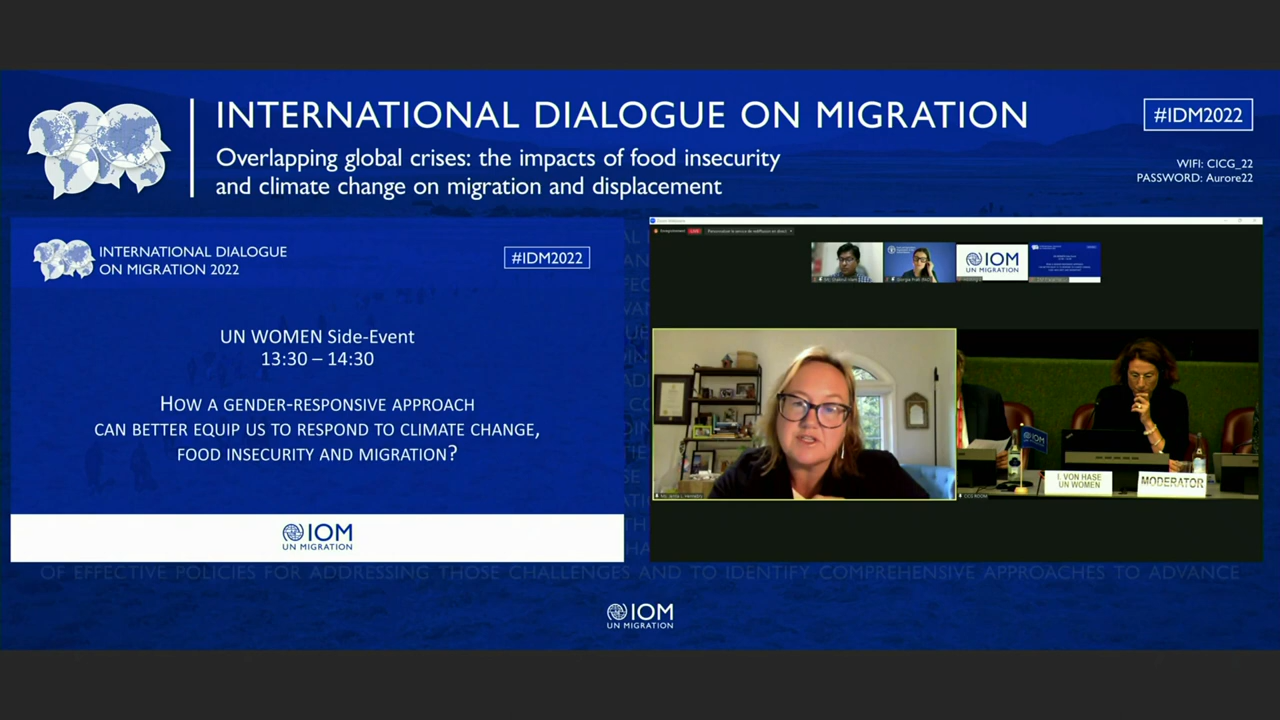 INTERNATIONAL DIALOGUE ON MIGRATION
Overlapping global crises: the impacts of food insecurity
and climate change on migration and displacement
#IDM2022
WIFI: CICG_22
PASSWORD: Aurore22
INTERNATIONAL DIALOGUE
ON MIGRATION 2022
#IDM2022
UN WOMEN Side-Event
13:30 – 14:30
HOW A GENDER-RESPONSIVE APPROACH
CAN BETTER EQUIP US TO RESPOND TO CLIMATE CHANGE,
FOOD INSECURITY AND MIGRATION?
IOM
UN MIGRATION
IOM
UN MIGRATION
IOM
I. VON HASE
UN WOMEN
MODERATOR
OF EFFECTIVE POLICIES FOR ADDRESSING THOSE CHALLENGES AND TO IDENTIFY COMPREHENSIVE APPROACHES TO ADVANCE
IOM
UN MIGRATION